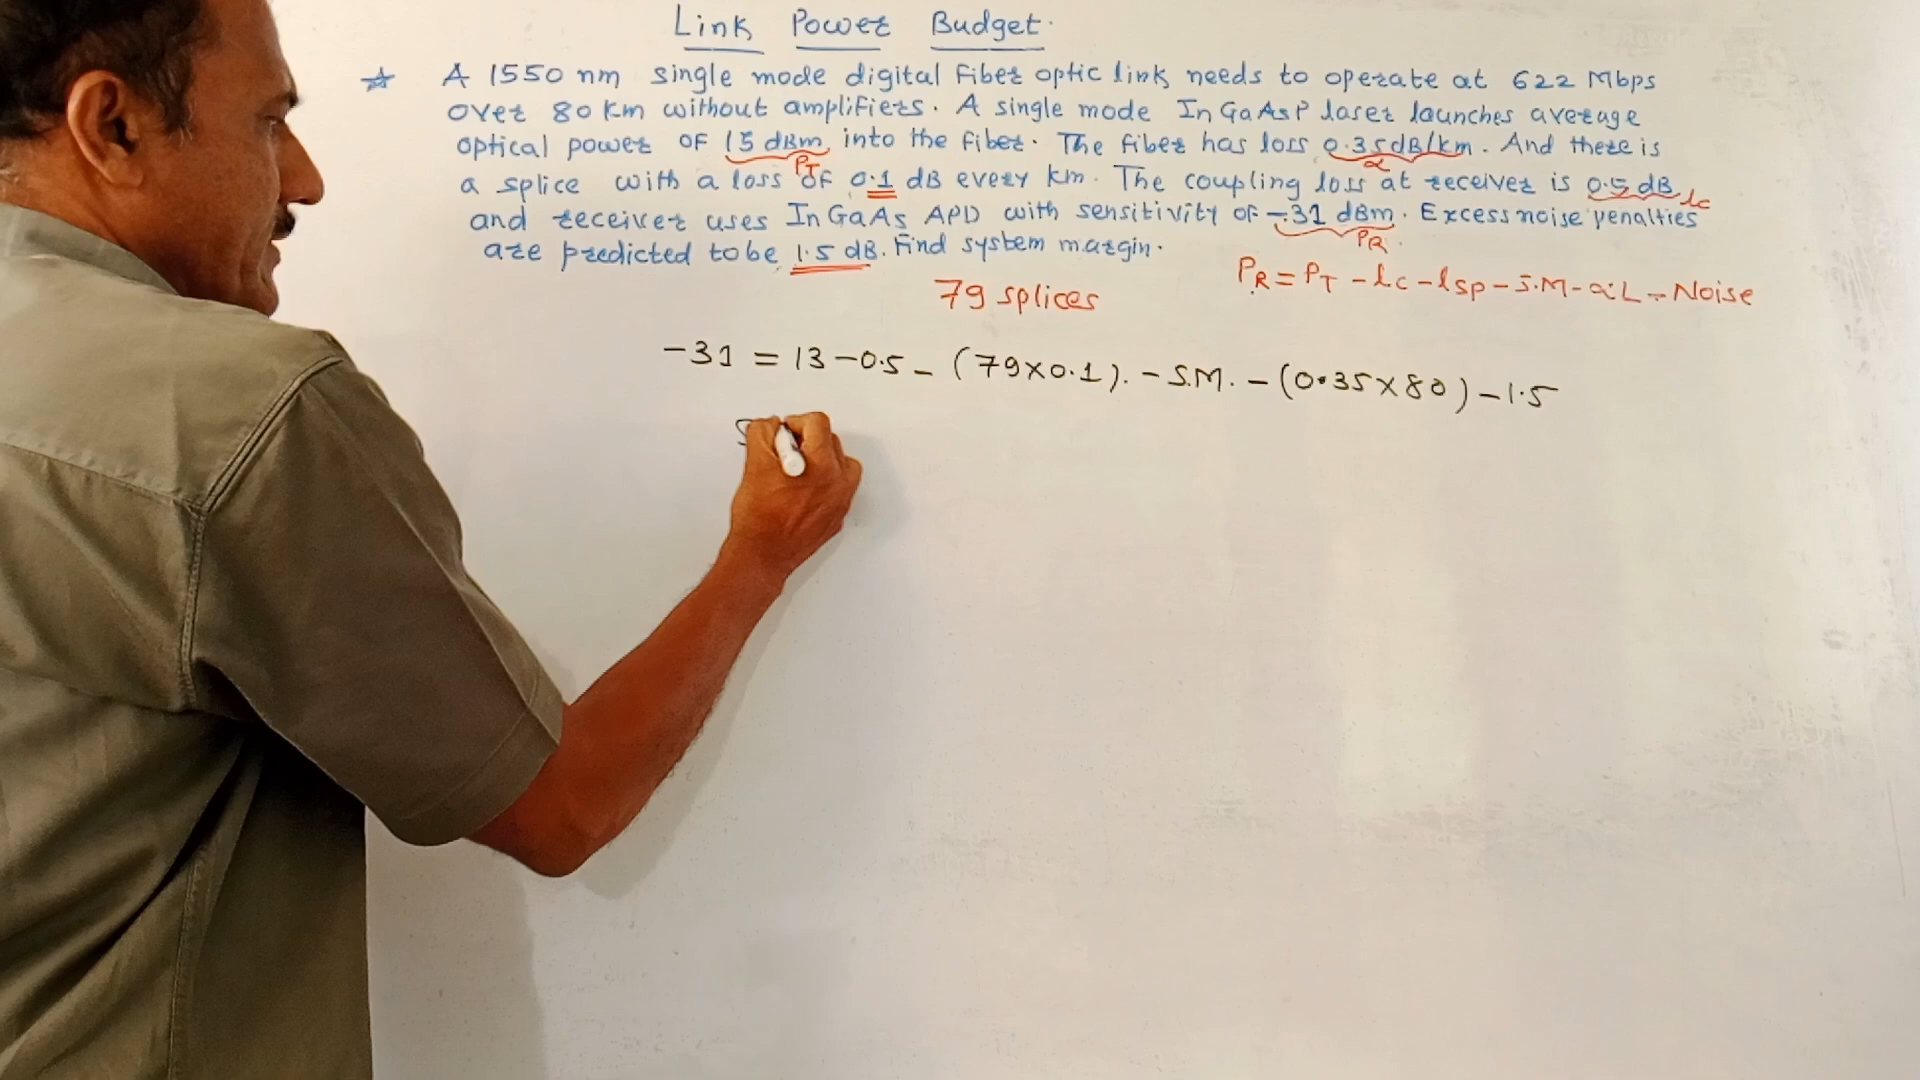 Link Power Budget.
☆ A 1550 nm single mode digital fiber optic link needs to operate at 622 Mbps
over 80 km without amplifiers. A single mode InGaAsP laser launches average
optical power of 15 dBm into the fiber. The fiber has loss 0.35dB/km. And there is
PT α
a splice with a loss of 0.1 dB every km. The coupling loss at receiver is 0.5 dB lc
and receiver uses InGaAs APD with sensitivity of -31 dBm. Excess noise penalties
PR
are predicted to be 1.5 dB. Find system margin.
PR = PT - lc - lsp - S.M - αL - Noise
79 splices
-31 = 13 - 0.5 - (79×0.1). - S.M. - (0.35×80) - 1.5
S